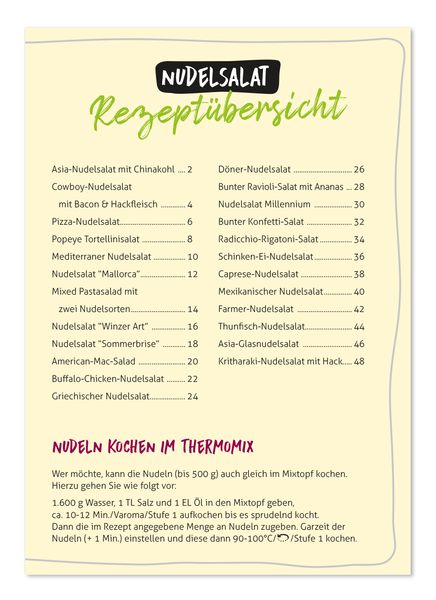 NUDELSALAT
Rezeptübersicht
Asia-Nudelsalat mit Chinakohl .... 2
Cowboy-Nudelsalat
mit Bacon & Hackfleisch ............ 4
Pizza-Nudelsalat............................ 6
Popeye Tortellinisalat .................. 8
Mediterraner Nudelsalat ............ 10
Nudelsalat "Mallorca".................. 12
Mixed Pastasalad mit
zwei Nudelsorten...................... 14
Nudelsalat "Winzer Art" .............. 16
Nudelsalat "Sommerbrise" ......... 18
American-Mac-Salad .................. 20
Buffalo-Chicken-Nudelsalat ........ 22
Griechischer Nudelsalat.............. 24
Döner-Nudelsalat ........................ 26
Bunter Ravioli-Salat mit Ananas ... 28
Nudelsalat Millennium ................ 30
Bunter Konfetti-Salat .................. 32
Radicchio-Rigatoni-Salat ............. 34
Schinken-Ei-Nudelsalat ............... 36
Caprese-Nudelsalat ..................... 38
Mexikanischer Nudelsalat............ 40
Farmer-Nudelsalat ...................... 42
Thunfisch-Nudelsalat................... 44
Asia-Glasnudelsalat .................... 46
Kritharaki-Nudelsalat mit Hack..... 48
NUDELN KOCHEN IM THERMOMIX
Wer möchte, kann die Nudeln (bis 500 g) auch gleich im Mixtopf kochen.
Hierzu gehen Sie wie folgt vor:
1.600 g Wasser, 1 TL Salz und 1 EL Öl in den Mixtopf geben,
ca. 10-12 Min./Varoma/Stufe 1 aufkochen bis es sprudelnd kocht.
Dann die im Rezept angegebene Menge an Nudeln zugeben. Garzeit der
Nudeln (+ 1 Min.) einstellen und diese dann 90-100°C/ /Stufe 1 kochen.